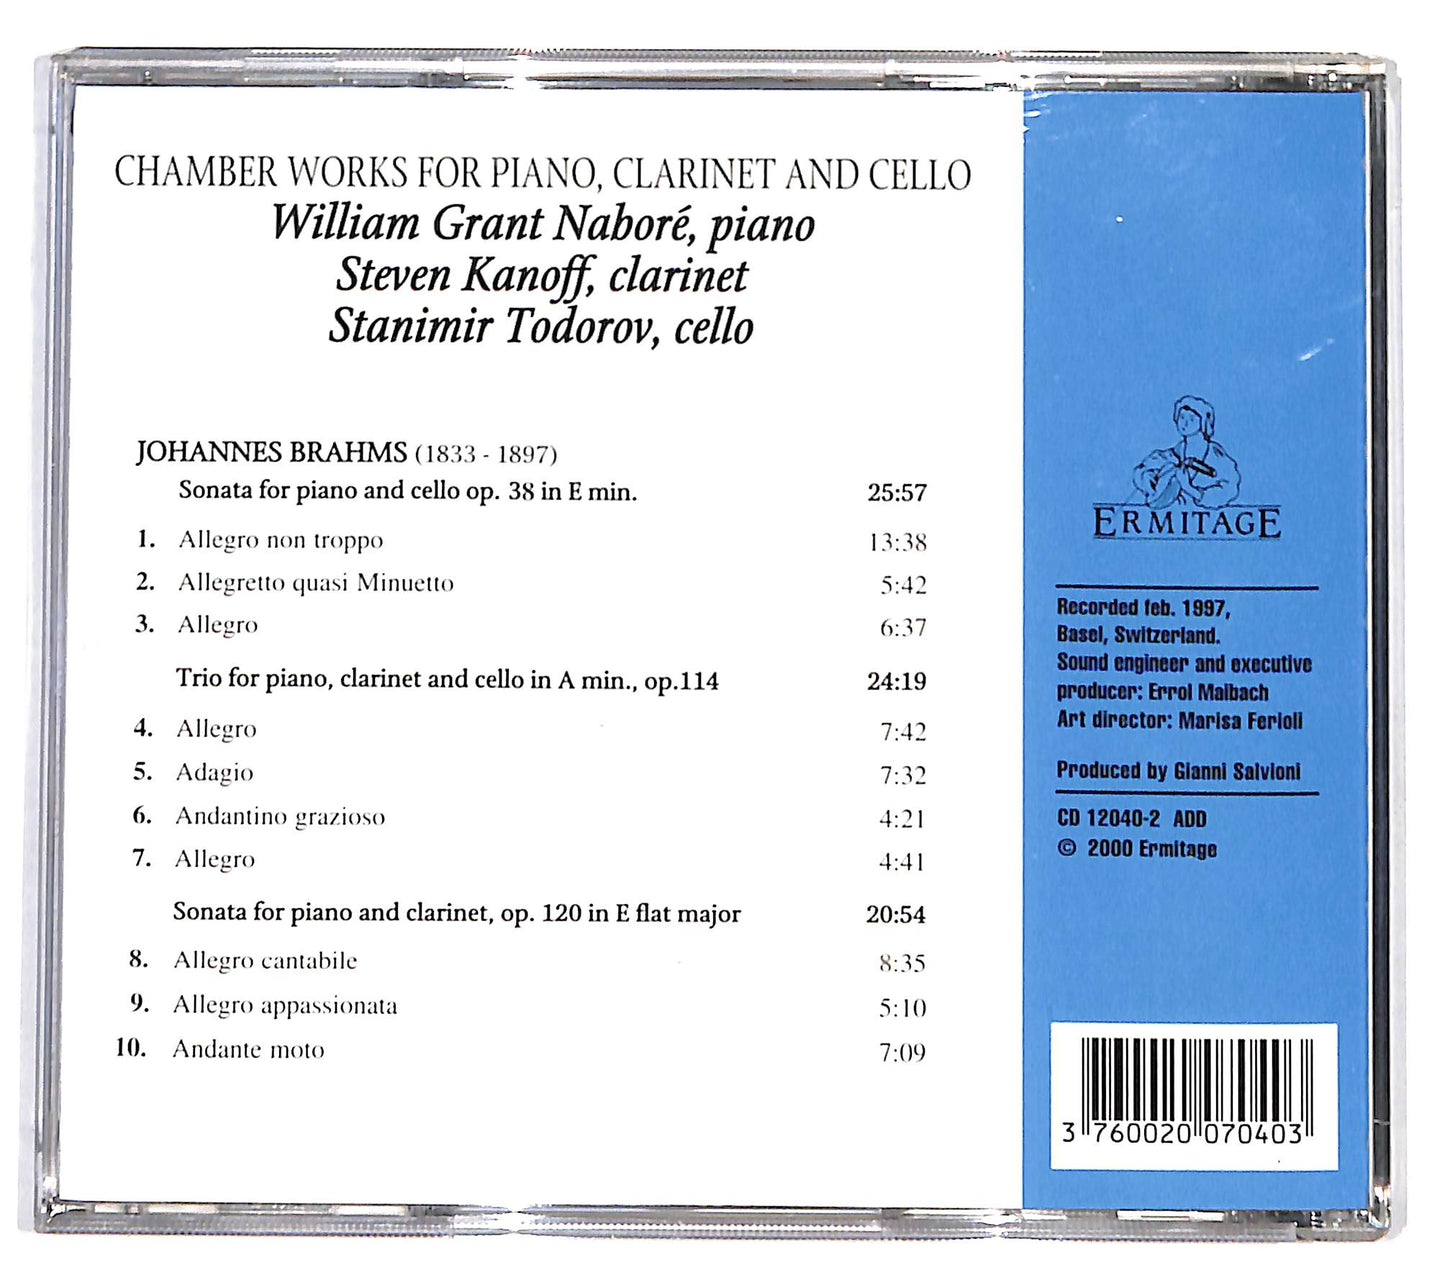 CHAMBER WORKS FOR PIANO, CLARINET AND CELLO
William Grant Naboré, piano
Steven Kanoff, clarinet
Stanimir Todorov, cello
JOHANNES BRAHMS (1833 - 1897)
Sonata for piano and cello op. 38 in E min. 25:57
1. Allegro non troppo 13:38
2. Allegretto quasi Minuetto 5:42
3. Allegro 6:37
Trio for piano, clarinet and cello in A min., op.114 24:19
4. Allegro 7:42
5. Adagio 7:32
6. Andantino grazioso 4:21
7. Allegro 4:41
Sonata for piano and clarinet, op. 120 in E flat major 20:54
8. Allegro cantabile 8:35
9. Allegro appassionata 5:10
10. Andante moto 7:09
ERMITAGE
Recorded feb. 1997,
Basel, Switzerland.
Sound engineer and executive
producer: Errol Maibach
Art director: Marisa Ferioli
Produced by Gianni Salvioni
CD 12040-2 ADD
© 2000 Ermitage
3 760020 070403